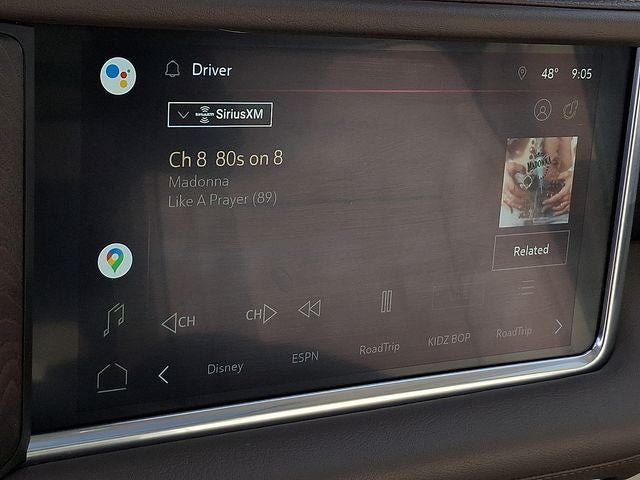 Driver
48° 9:05
SiriusXM
Ch 8 80s on 8
Madonna
Like A Prayer (89)
MADONNA
Related
CH
CH
Disney
ESPN
RoadTrip
KIDZ BOP
RoadTrip